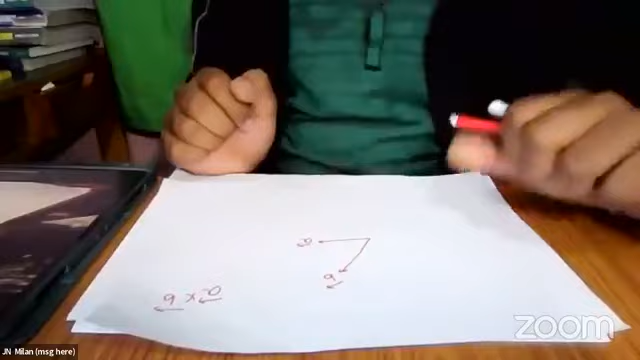 a⃗ × b⃗
b⃗
a
zoom
JN Milan (msg here)